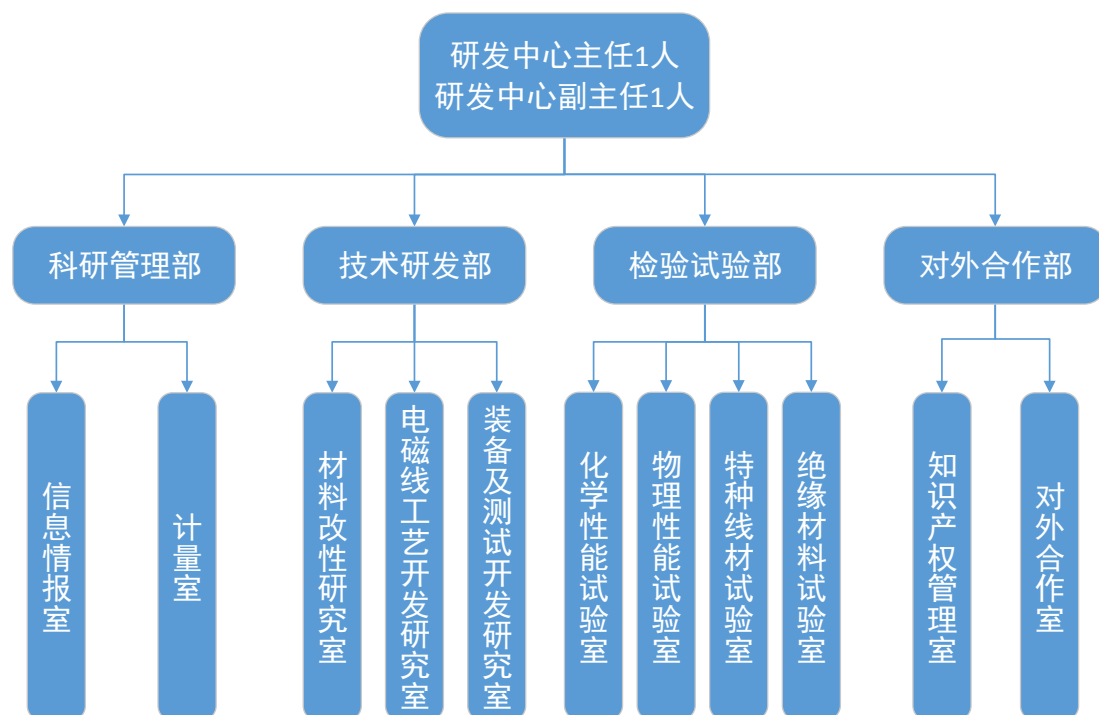 研发中心主任1人
研发中心副主任1人
科研管理部
技术研发部
检验试验部
对外合作部
信息情报室
计量室
材料改性研究室
电磁线工艺开发研究室
装备及测试开发研究室
化学性能试验室
物理性能试验室
特种线材试验室
绝缘材料试验室
知识产权管理室
对外合作室